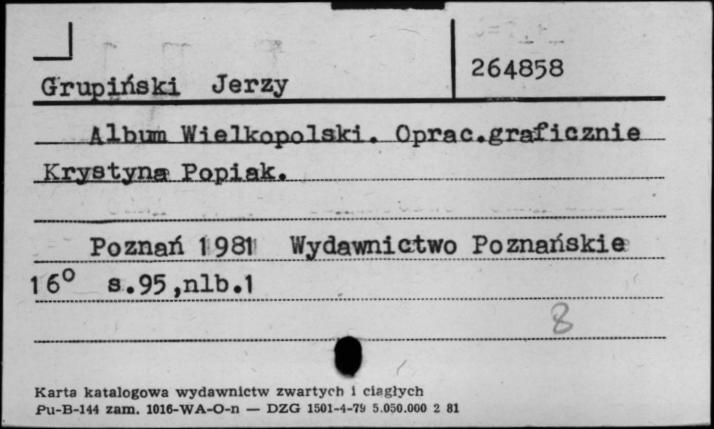 264858
Grupiński Jerzy
Album Wielkopolski. Oprac.graficznie
Krystyna Popiak.
Poznań 1981 Wydawnictwo Poznańskie
16° s.95,nlb.1
8
Karta katalogowa wydawnictw zwartych i ciągłych
Pu-B-144 zam. 1016-WA-O-n — DZG 1501-4-79 5.050.000 2 81